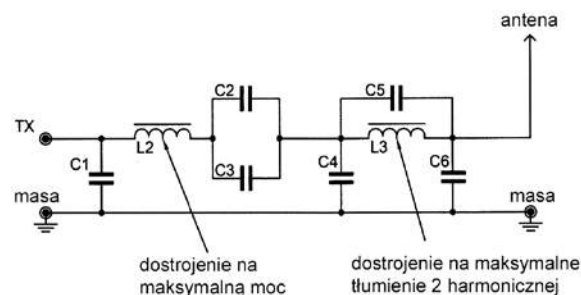 antena
C2
C5
TX
L2
L3
C1
C3
C4
C6
masa
masa
dostrojenie na
maksymalną moc
dostrojenie na maksymalne
tłumienie 2 harmonicznej